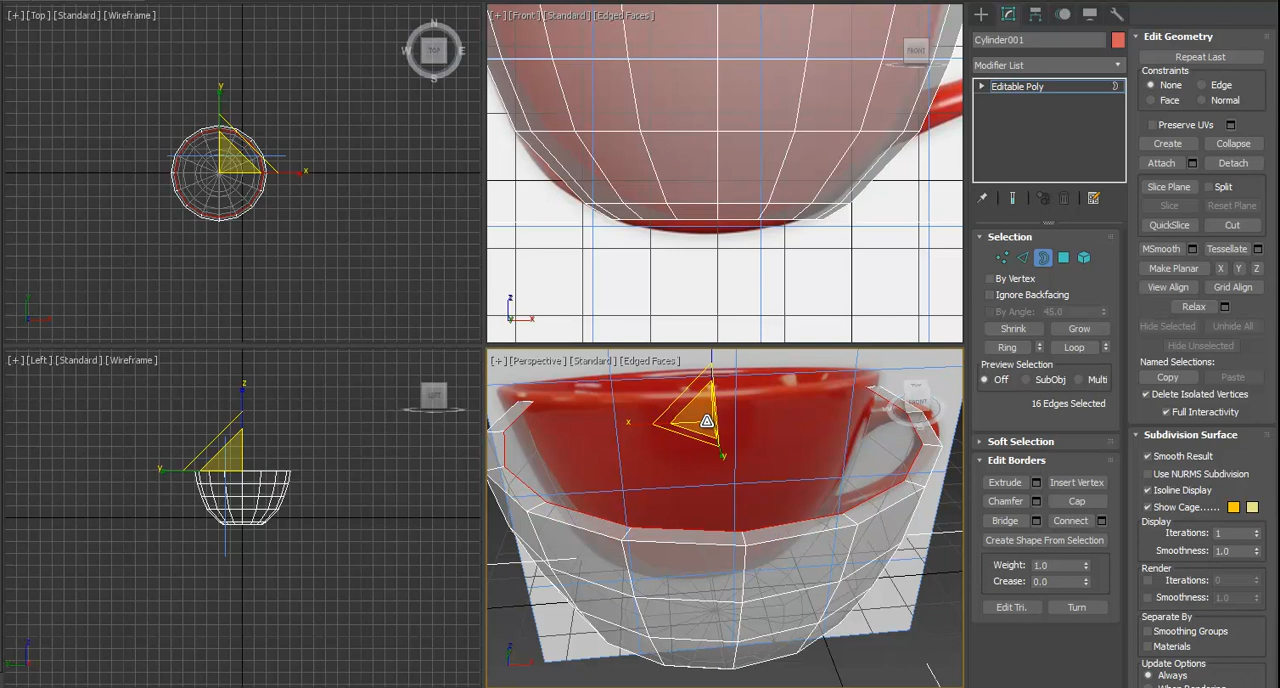 [+] [Top] [Standard] [Wireframe]
N
W TOP E
S
y
x
[+] [Front] [Standard] [Edged Faces]
FRONT
z
y x
[+] [Left] [Standard] [Wireframe]
LEFT
z
y
z
[+] [Perspective] [Standard] [Edged Faces]
FRONT
x
y
z
Cylinder001
Modifier List
Editable Poly
Selection
By Vertex
Ignore Backfacing
By Angle: 45.0
Shrink Grow
Ring Loop
Preview Selection
Off SubObj Multi
16 Edges Selected
Soft Selection
Edit Borders
Extrude Insert Vertex
Chamfer Cap
Bridge Connect
Create Shape From Selection
Weight: 1.0
Crease: 0.0
Edit Tri. Turn
Edit Geometry
Repeat Last
Constraints
None Edge
Face Normal
Preserve UVs
Create Collapse
Attach Detach
Slice Plane Split
Slice Reset Plane
QuickSlice Cut
MSmooth Tessellate
Make Planar X Y Z
View Align Grid Align
Relax
Hide Selected Unhide All
Hide Unselected
Named Selections:
Copy Paste
Delete Isolated Vertices
Full Interactivity
Subdivision Surface
Smooth Result
Use NURMS Subdivision
Isoline Display
Show Cage......
Display
Iterations: 1
Smoothness: 1.0
Render
Iterations: 0
Smoothness: 1.0
Separate By
Smoothing Groups
Materials
Update Options
Always
When Rendering